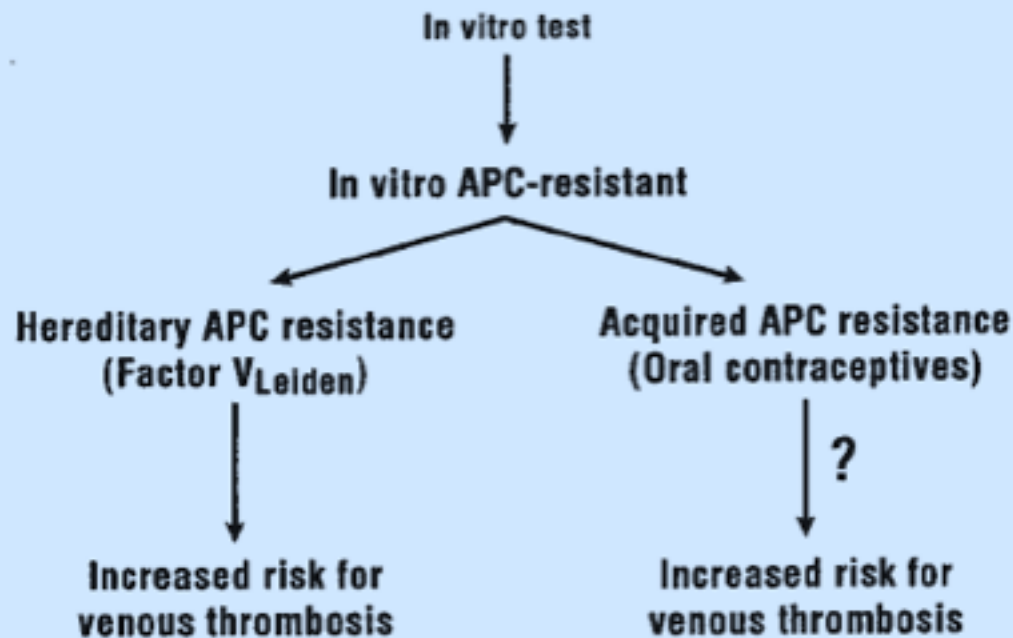 In vitro test
In vitro APC-resistant
Hereditary APC resistance
(Factor VLeiden)
Acquired APC resistance
(Oral contraceptives)
?
Increased risk for
venous thrombosis
Increased risk for
venous thrombosis